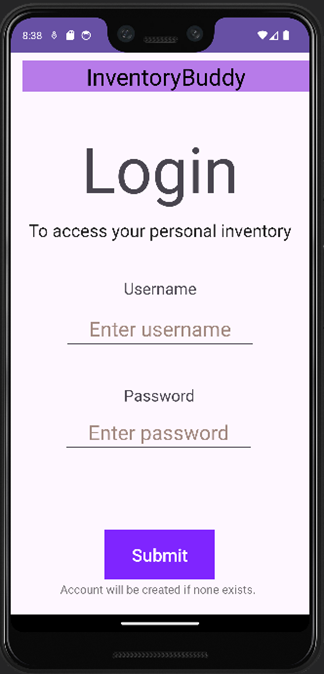 8:38
InventoryBuddy
Login
To access your personal inventory
Username
Enter username
Password
Enter password
Submit
Account will be created if none exists.